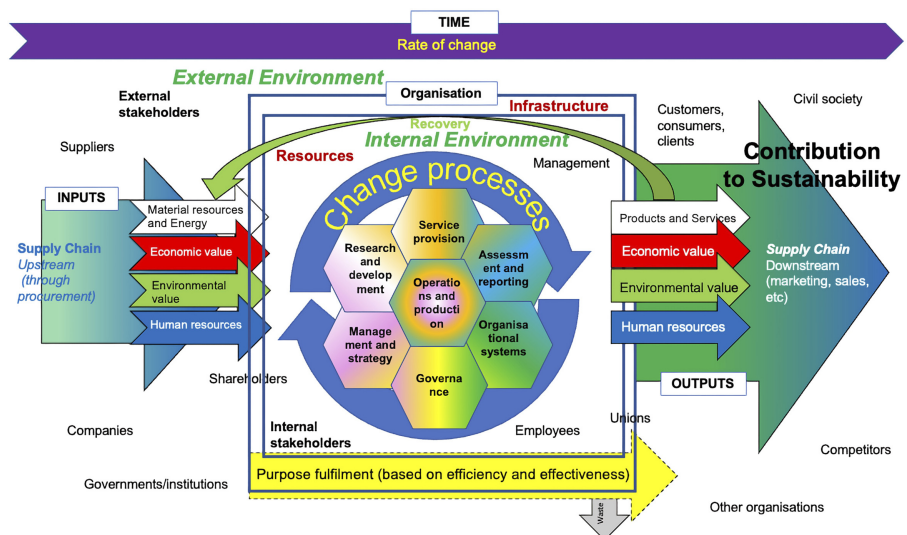 TIME
Rate of change
External Environment
External
stakeholders
Organisation
Infrastructure
Recovery
Internal Environment
Resources
Management
Customers,
consumers,
clients
Civil society
Contribution
to Sustainability
Suppliers
INPUTS
Material resources
and Energy
Economic value
Environmental
value
Human resources
Supply Chain
Upstream
(through
procurement)
Change processes
Service
provision
Research
and
develop
ment
Assessm
ent and
reporting
Operatio
ns and
producti
on
Manage
ment and
strategy
Organisa
tional
systems
Governa
nce
Products and Services
Economic value
Environmental value
Human resources
Supply Chain
Downstream
(marketing, sales,
etc)
OUTPUTS
Shareholders
Companies
Internal
stakeholders
Employees
Unions
Competitors
Governments/institutions
Purpose fulfilment (based on efficiency and effectiveness)
Waste
Other organisations